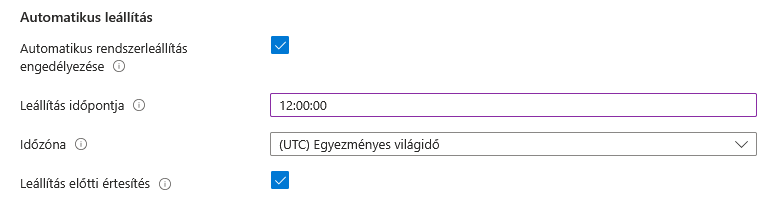 Automatikus leállítás
Automatikus rendszerleállítás
engedélyezése
Leállítás időpontja
12:00:00
Időzóna
(UTC) Egyezményes világidő
Leállítás előtti értesítés